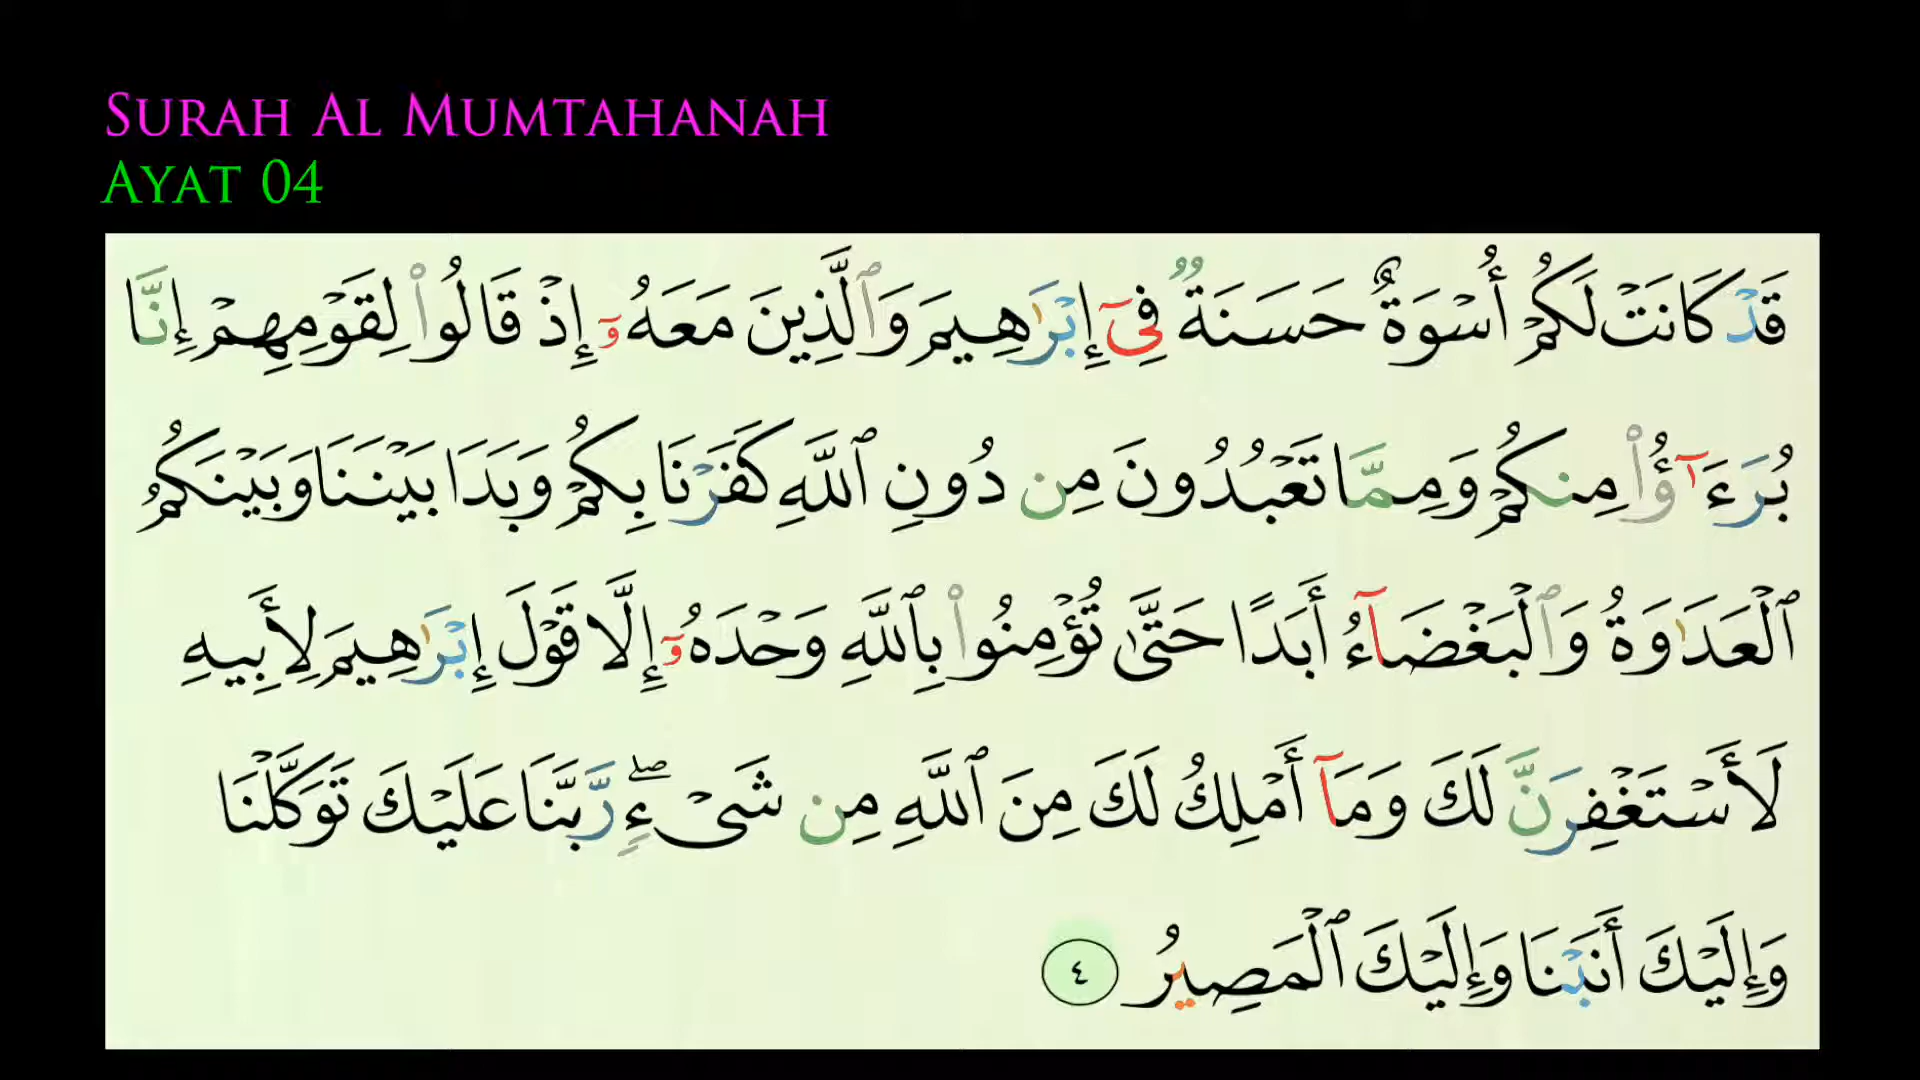 SURAH AL MUMTAHANAH
AYAT 04
قَدْ كَانَتْ لَكُمْ أُسْوَةٌ حَسَنَةٌۭ فِىٓ إِبْرَٰهِيمَ وَٱلَّذِينَ مَعَهُۥٓ إِذْ قَالُوا۟ لِقَوْمِهِمْ إِنَّا
بُرَءَٰٓؤُا۟ مِنكُمْ وَمِمَّا تَعْبُدُونَ مِن دُونِ ٱللَّهِ كَفَرْنَا بِكُمْ وَبَدَا بَيْنَنَا وَبَيْنَكُمُ
ٱلْعَدَٰوَةُ وَٱلْبَغْضَآءُ أَبَدًا حَتَّىٰ تُؤْمِنُوا۟ بِٱللَّهِ وَحْدَهُۥٓ إِلَّا قَوْلَ إِبْرَٰهِيمَ لِأَبِيهِ
لَأَسْتَغْفِرَنَّ لَكَ وَمَآ أَمْلِكُ لَكَ مِنَ ٱللَّهِ مِن شَىْءٍۢ ۖ رَّبَّنَا عَلَيْكَ تَوَكَّلْنَا
وَإِلَيْكَ أَنَبْنَا وَإِلَيْكَ ٱلْمَصِيرُ ٤